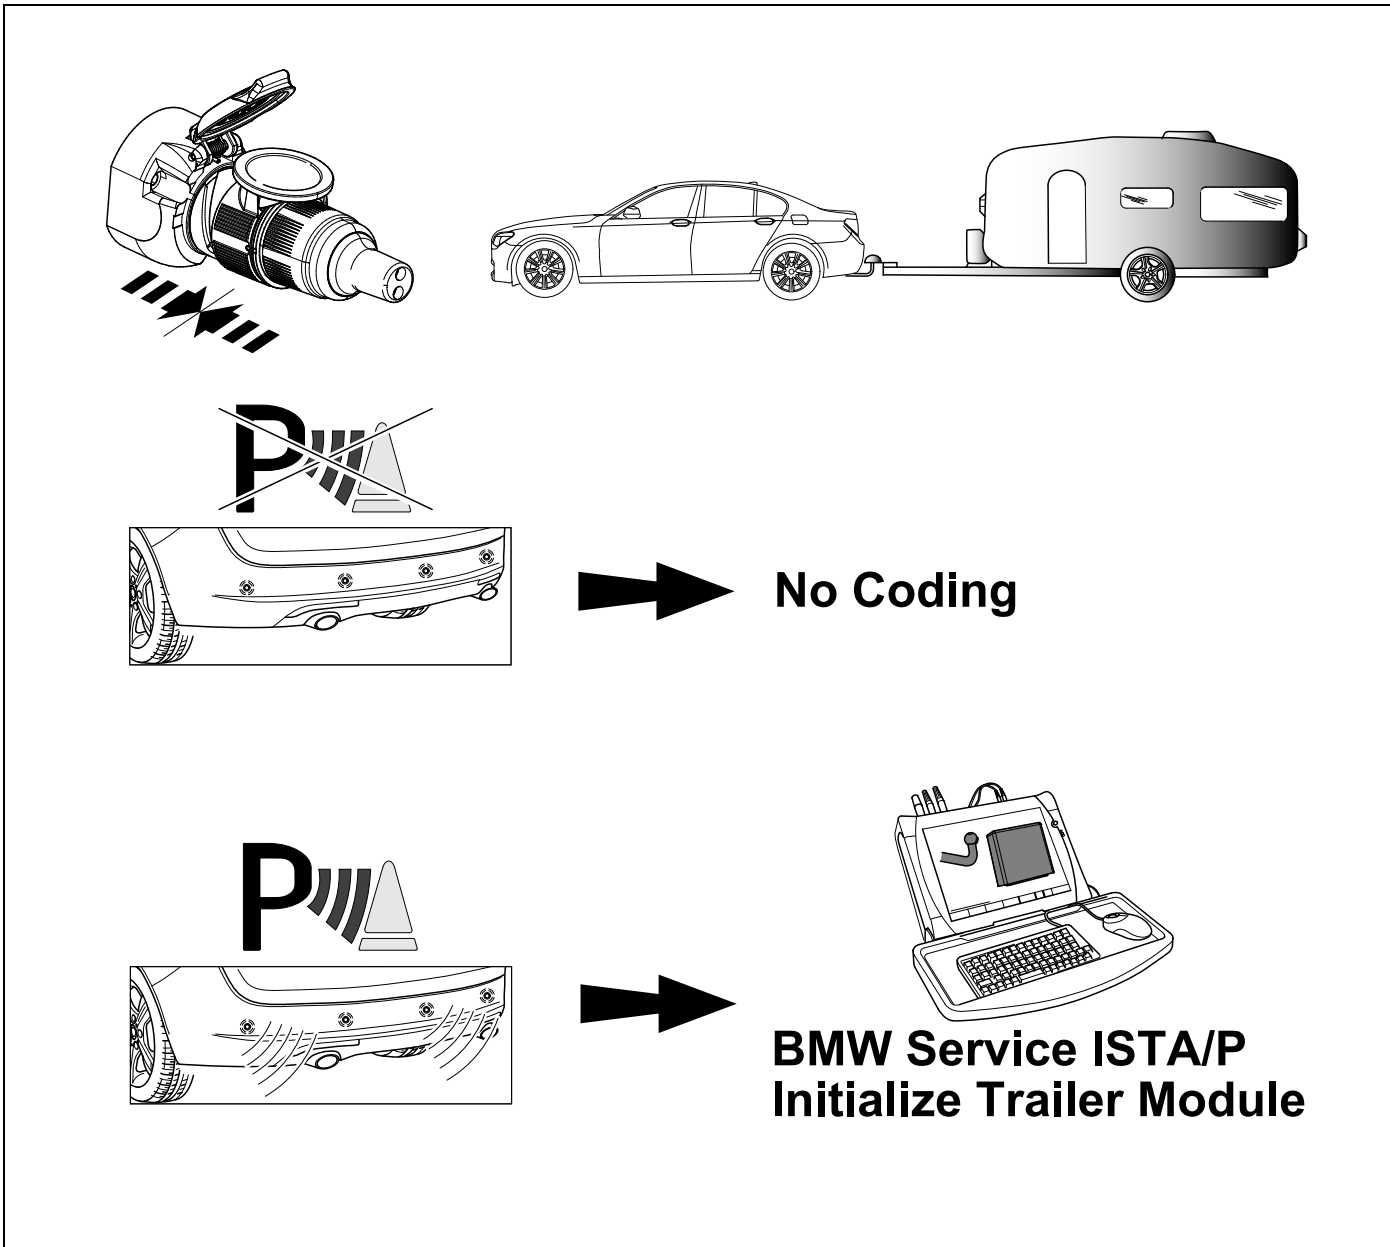 P
No Coding
P
BMW Service ISTA/P
Initialize Trailer Module